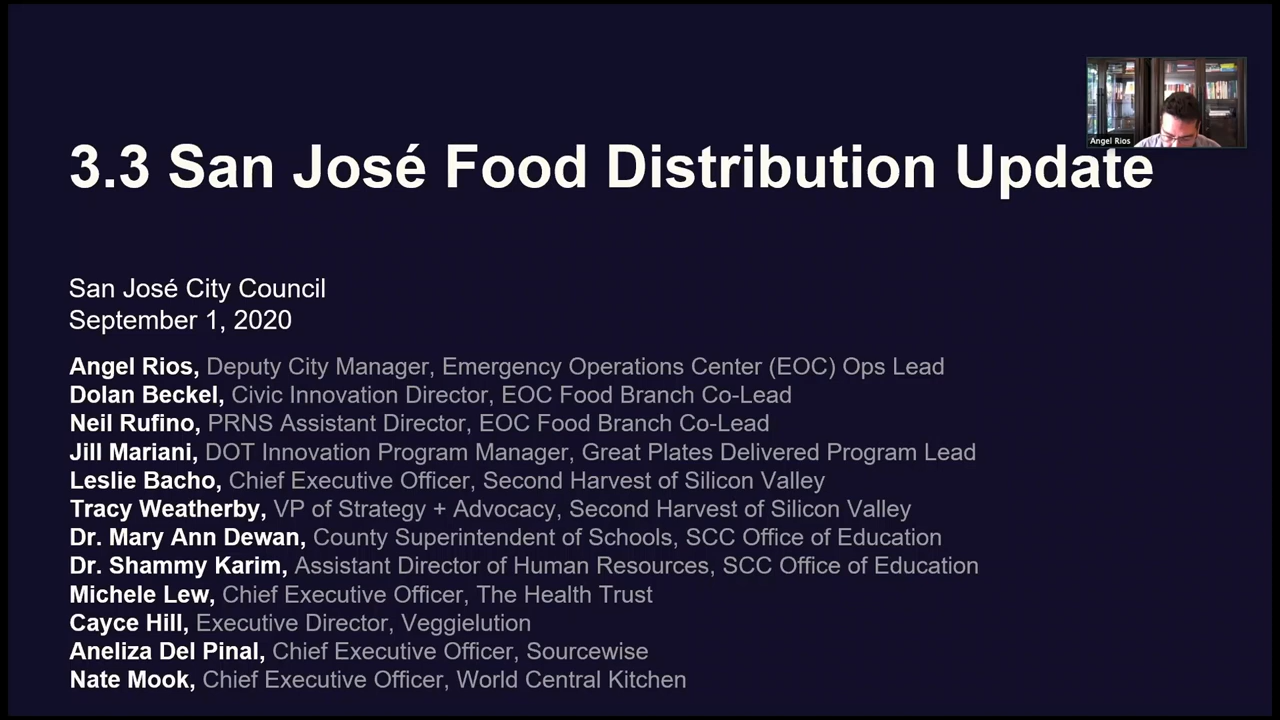 Angel Rios
3.3 San José Food Distribution Update
San José City Council
September 1, 2020
Angel Rios, Deputy City Manager, Emergency Operations Center (EOC) Ops Lead
Dolan Beckel, Civic Innovation Director, EOC Food Branch Co-Lead
Neil Rufino, PRNS Assistant Director, EOC Food Branch Co-Lead
Jill Mariani, DOT Innovation Program Manager, Great Plates Delivered Program Lead
Leslie Bacho, Chief Executive Officer, Second Harvest of Silicon Valley
Tracy Weatherby, VP of Strategy + Advocacy, Second Harvest of Silicon Valley
Dr. Mary Ann Dewan, County Superintendent of Schools, SCC Office of Education
Dr. Shammy Karim, Assistant Director of Human Resources, SCC Office of Education
Michele Lew, Chief Executive Officer, The Health Trust
Cayce Hill, Executive Director, Veggielution
Aneliza Del Pinal, Chief Executive Officer, Sourcewise
Nate Mook, Chief Executive Officer, World Central Kitchen